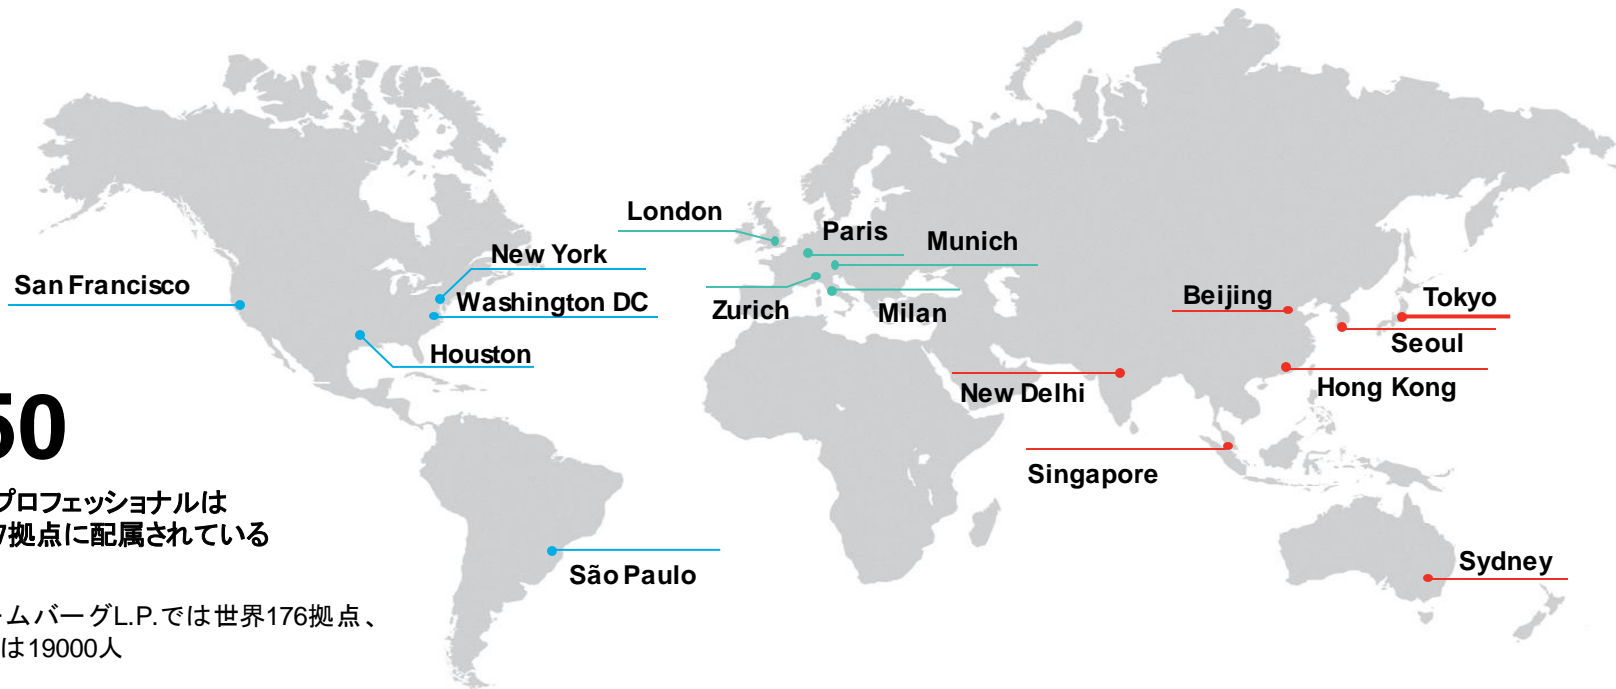 London
Paris
Munich
New York
San Francisco
Washington DC
Zurich
Milan
Beijing
Tokyo
Seoul
Houston
New Delhi
Hong Kong
50
プロフェッショナルは
7拠点に配属されている
Singapore
São Paulo
Sydney
ームバーグL.P.では世界176拠点、
は19000人